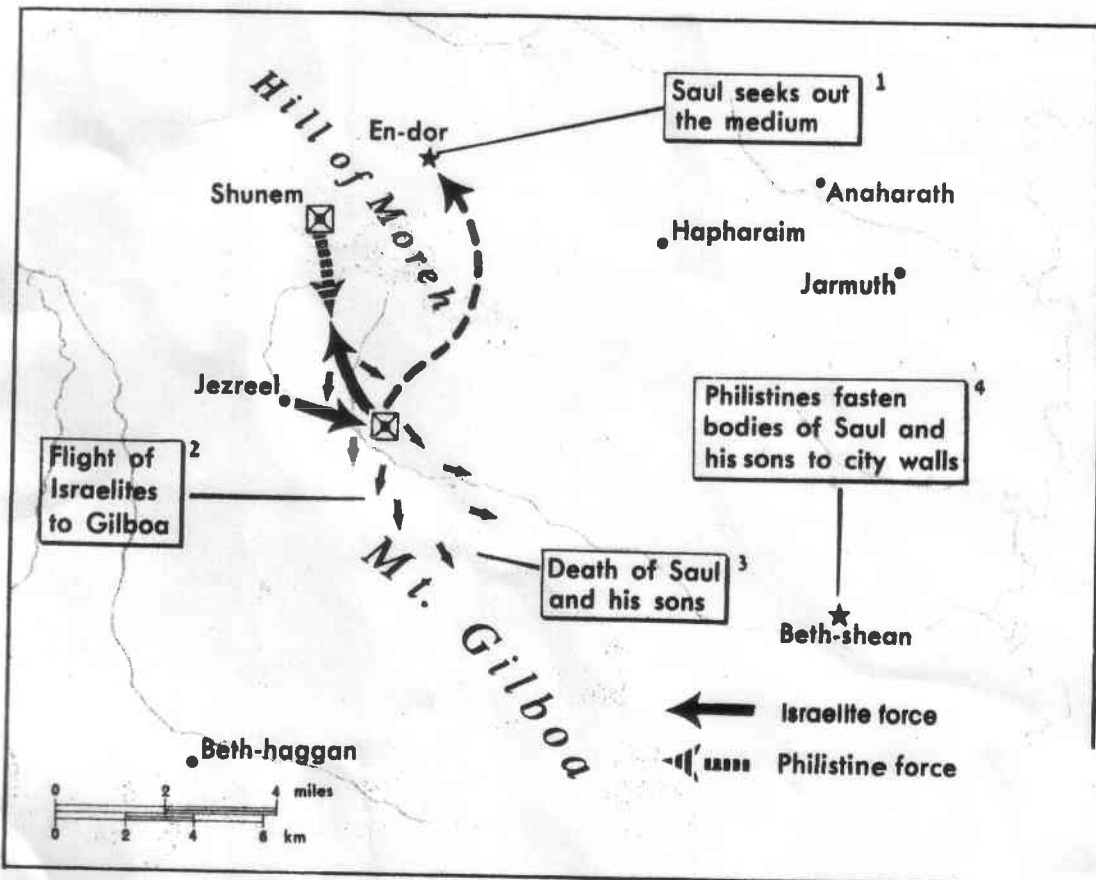 Hill of Moreh
En-dor
Saul seeks out
the medium
1
Shunem
Anaharath
Hapharaim
Jarmuth
Jezreel
Philistines fasten
bodies of Saul and
his sons to city walls
4
Flight of
Israelites
to Gilboa
2
Mt. Gilboa
Death of Saul
and his sons
3
Beth-shean
Israelite force
Philistine force
Beth-haggan
0 2 4 miles
0 2 4 6 km